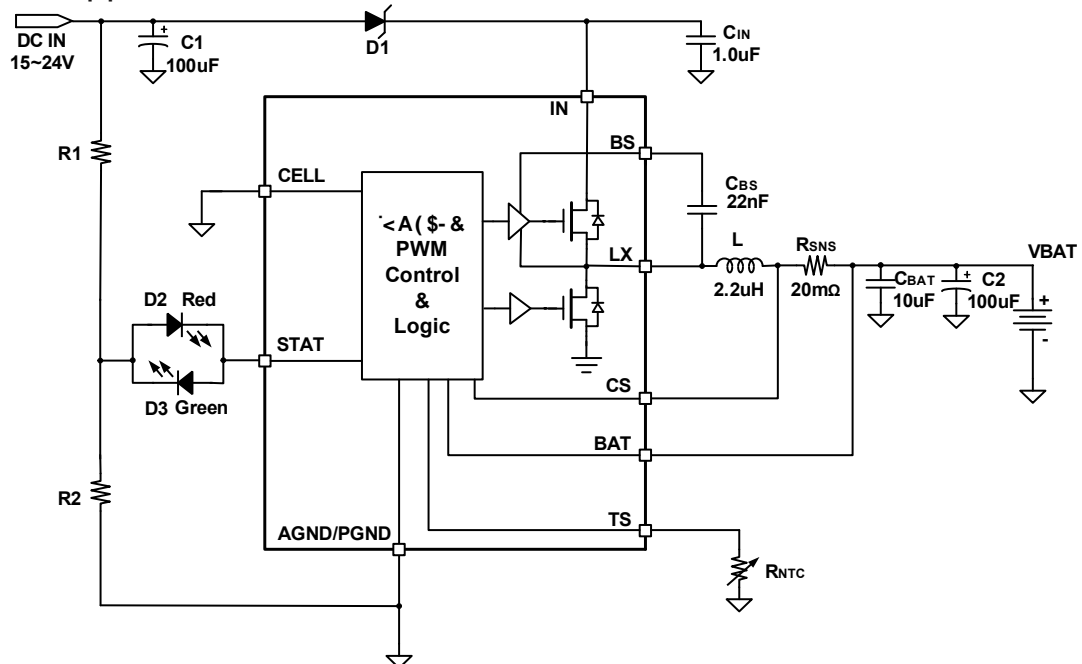 DC IN
15~24V
C1
100uF
D1
CIN
1.0uF
IN
BS
R1
CELL
CBS
22nF
˙<A($-&
PWM
Control
&
Logic
LX
L
2.2uH
RSNS
20mΩ
VBAT
CBAT
10uF
C2
100uF
D2 Red
STAT
D3 Green
CS
BAT
R2
TS
AGND/PGND
RNTC